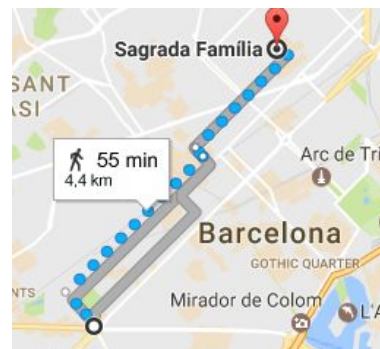 Sagrada Família
SANT
ASI
55 min
4,4 km
Arc de Tri
Barcelona
GOTHIC QUARTER
NTS
Mirador de Colom
L'A